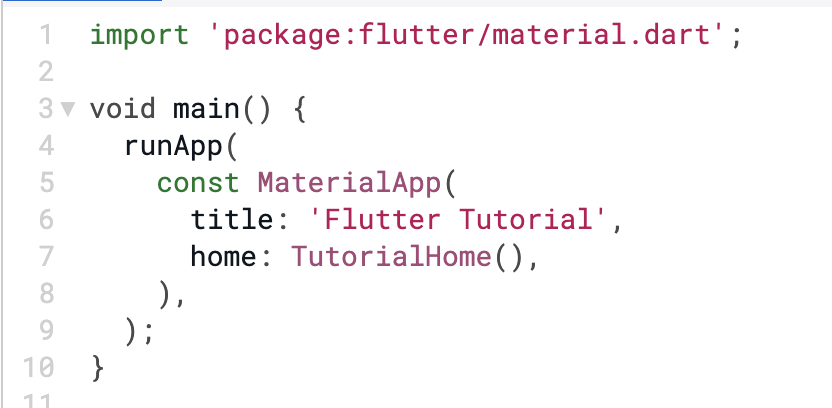 1 import 'package:flutter/material.dart';
2
3 void main() {
4   runApp(
5     const MaterialApp(
6       title: 'Flutter Tutorial',
7       home: TutorialHome(),
8     ),
9   );
10 }
11